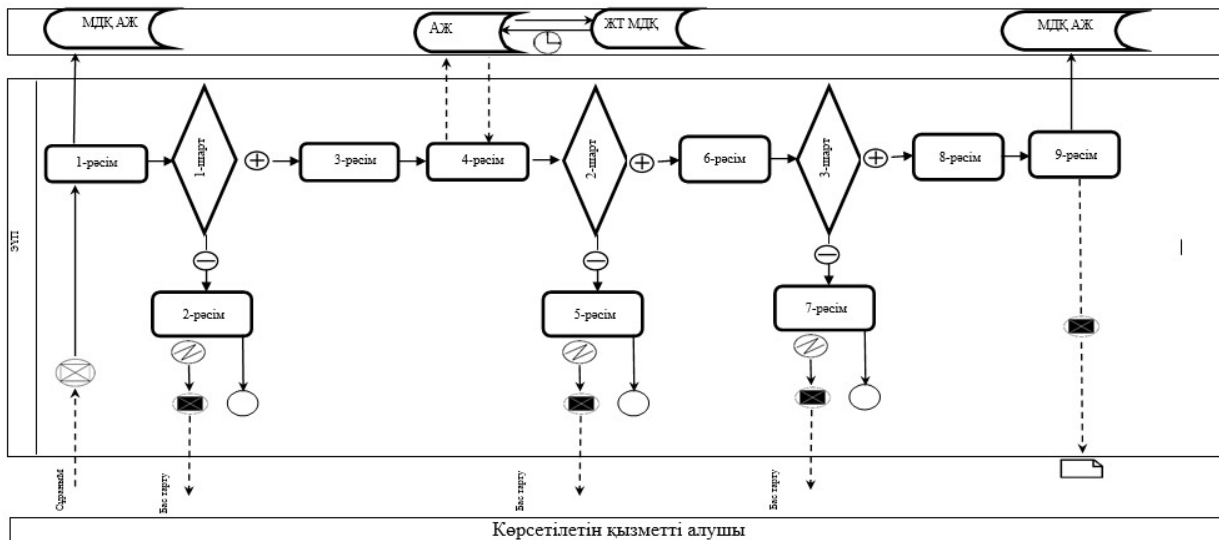 МДҚ АЖ
АЖ
ЖТ МДҚ
МДҚ АЖ
ЭҮП
1-рәсім
1-шарт
3-рәсім
4-рәсім
2-шарт
6-рәсім
3-шарт
8-рәсім
9-рәсім
2-рәсім
5-рәсім
7-рәсім
Сұраным
Бас тарту
Бас тарту
Бас тарту
Көрсетілетін қызметті алушы